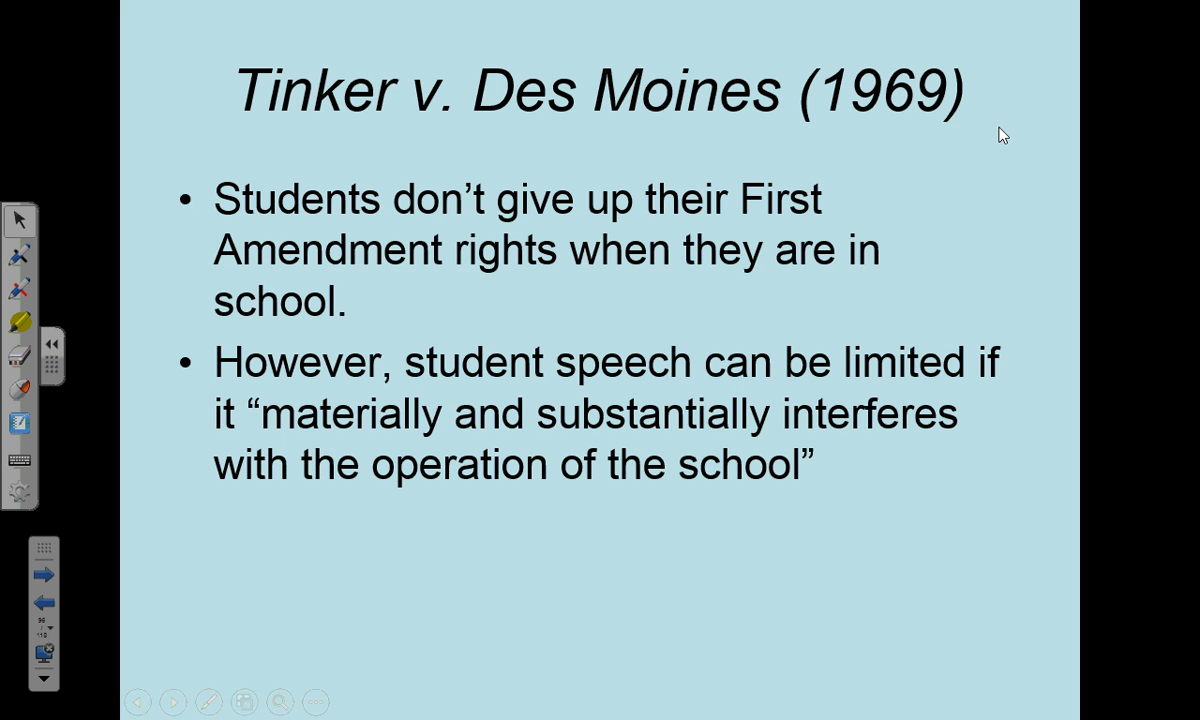 Tinker v. Des Moines (1969)
• Students don’t give up their First
Amendment rights when they are in
school.
• However, student speech can be limited if
it “materially and substantially interferes
with the operation of the school”